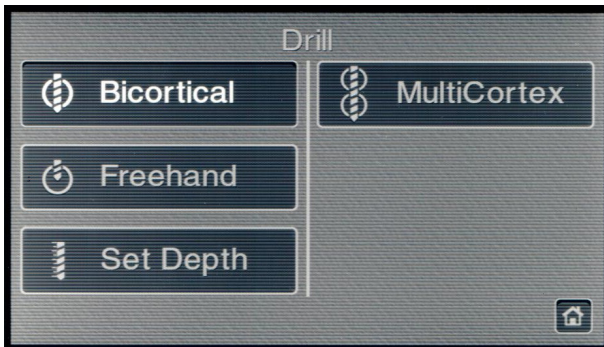 Drill
Bicortical
MultiCortex
Freehand
Set Depth